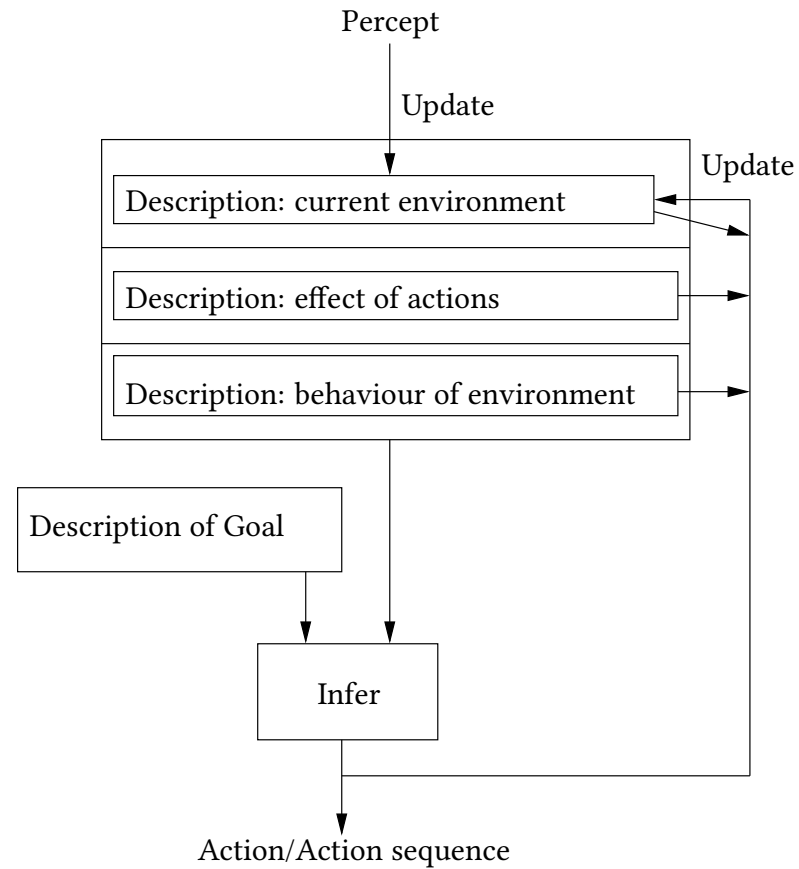 Percept
Update
Update
Description: current environment
Description: effect of actions
Description: behaviour of environment
Description of Goal
Infer
Action/Action sequence